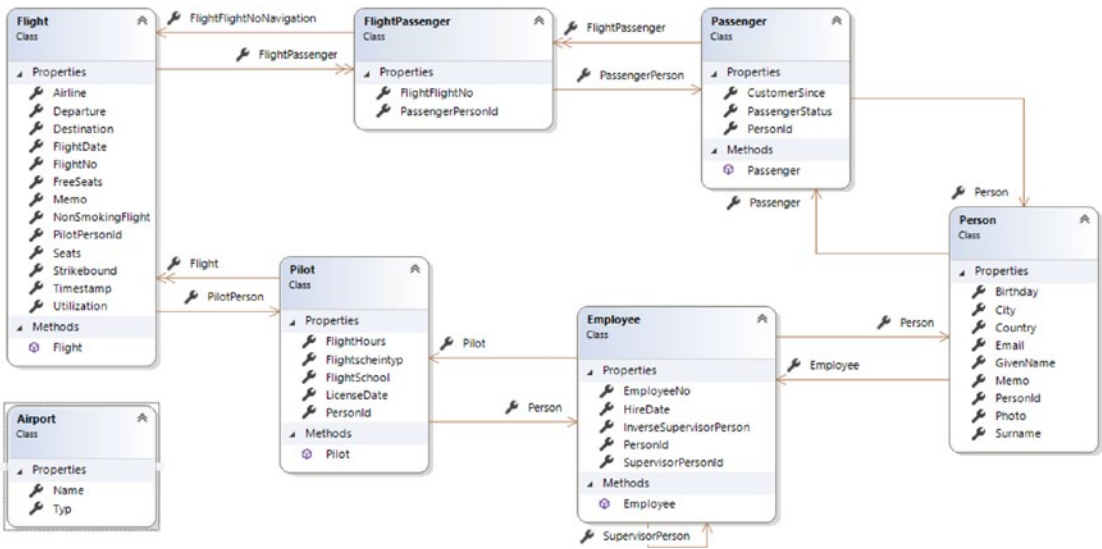 Flight
Class
Properties
Airline
Departure
Destination
FlightDate
FlightNo
FreeSeats
Memo
NonSmokingFlight
PilotPersonId
Seats
Strikebound
Timestamp
Utilization
Methods
Flight
FlightFlightNoNavigation
FlightPassenger
FlightPassenger
Class
Properties
FlightFlightNo
PassengerPersonId
FlightPassenger
PassengerPerson
Passenger
Class
Properties
CustomerSince
PassengerStatus
PersonId
Methods
Passenger
Person
Passenger
Person
Class
Properties
Birthday
City
Country
Email
GivenName
Memo
PersonId
Photo
Surname
Flight
PilotPerson
Pilot
Class
Properties
FlightHours
Flightscheintyp
FlightSchool
LicenseDate
PersonId
Methods
Pilot
Pilot
Person
Employee
Class
Properties
EmployeeNo
HireDate
InverseSupervisorPerson
PersonId
SupervisorPersonId
Methods
Employee
Person
Employee
SupervisorPerson
Airport
Class
Properties
Name
Typ